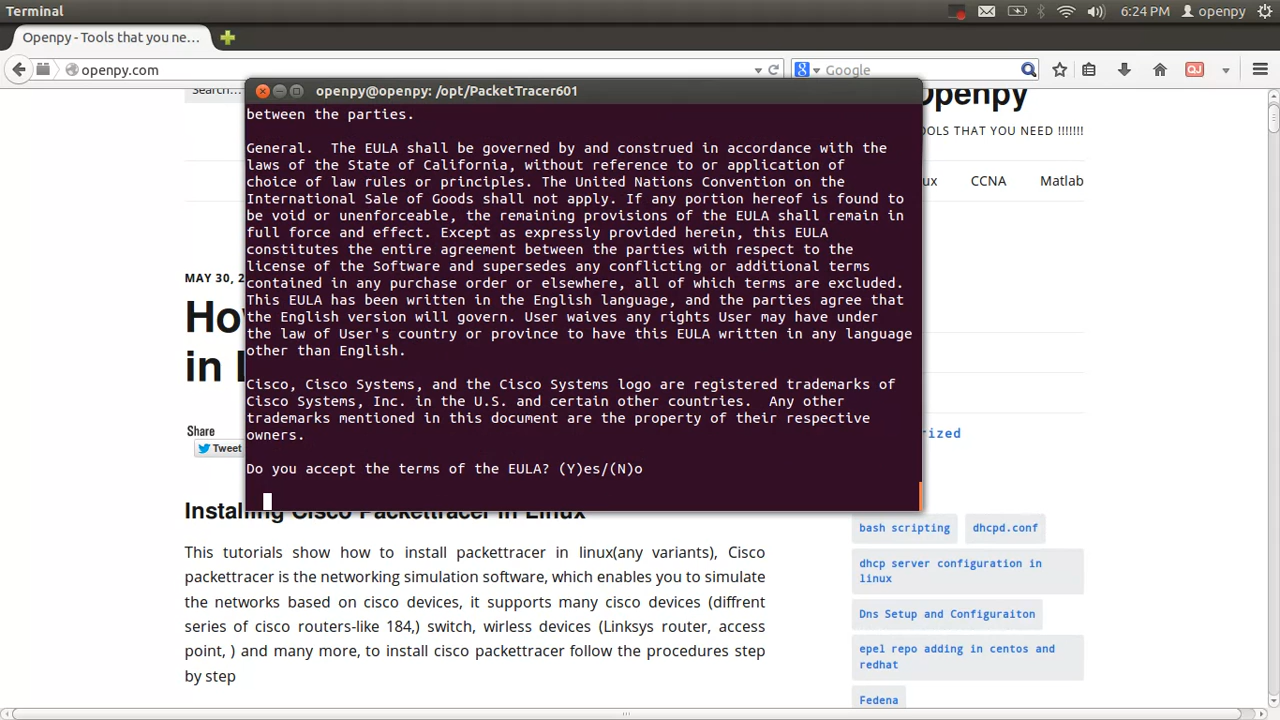 Terminal
6:24 PM
openpy
Openpy - Tools that you ne...
openpy.com
Google
QJ
openpy@openpy: /opt/PacketTracer601
between the parties.
General.  The EULA shall be governed by and construed in accordance with the
laws of the State of California, without reference to or application of
choice of law rules or principles. The United Nations Convention on the
International Sale of Goods shall not apply. If any portion hereof is found to
be void or unenforceable, the remaining provisions of the EULA shall remain in
full force and effect. Except as expressly provided herein, this EULA
constitutes the entire agreement between the parties with respect to the
license of the Software and supersedes any conflicting or additional terms
contained in any purchase order or elsewhere, all of which terms are excluded.
This EULA has been written in the English language, and the parties agree that
the English version will govern. User waives any rights User may have under
the law of User's country or province to have this EULA written in any language
other than English.
Cisco, Cisco Systems, and the Cisco Systems logo are registered trademarks of
Cisco Systems, Inc. in the U.S. and certain other countries.  Any other
trademarks mentioned in this document are the property of their respective
owners.
Do you accept the terms of the EULA? (Y)es/(N)o
Search...
Openpy
TOOLS THAT YOU NEED !!!!!!!
ux
CCNA
Matlab
MAY 30, 2
Ho
in
Share
Tweet
rized
Installing Cisco Packettracer in Linux
This tutorials show how to install packettracer in linux(any variants), Cisco
packettracer is the networking simulation software, which enables you to simulate
the networks based on cisco devices, it supports many cisco devices (diffrent
series of cisco routers-like 184,) switch, wirless devices (Linksys router, access
point, ) and many more, to install cisco packettracer follow the procedures step
by step
bash scripting
dhcpd.conf
dhcp server configuration in
linux
Dns Setup and Configuraiton
epel repo adding in centos and
redhat
Fedena